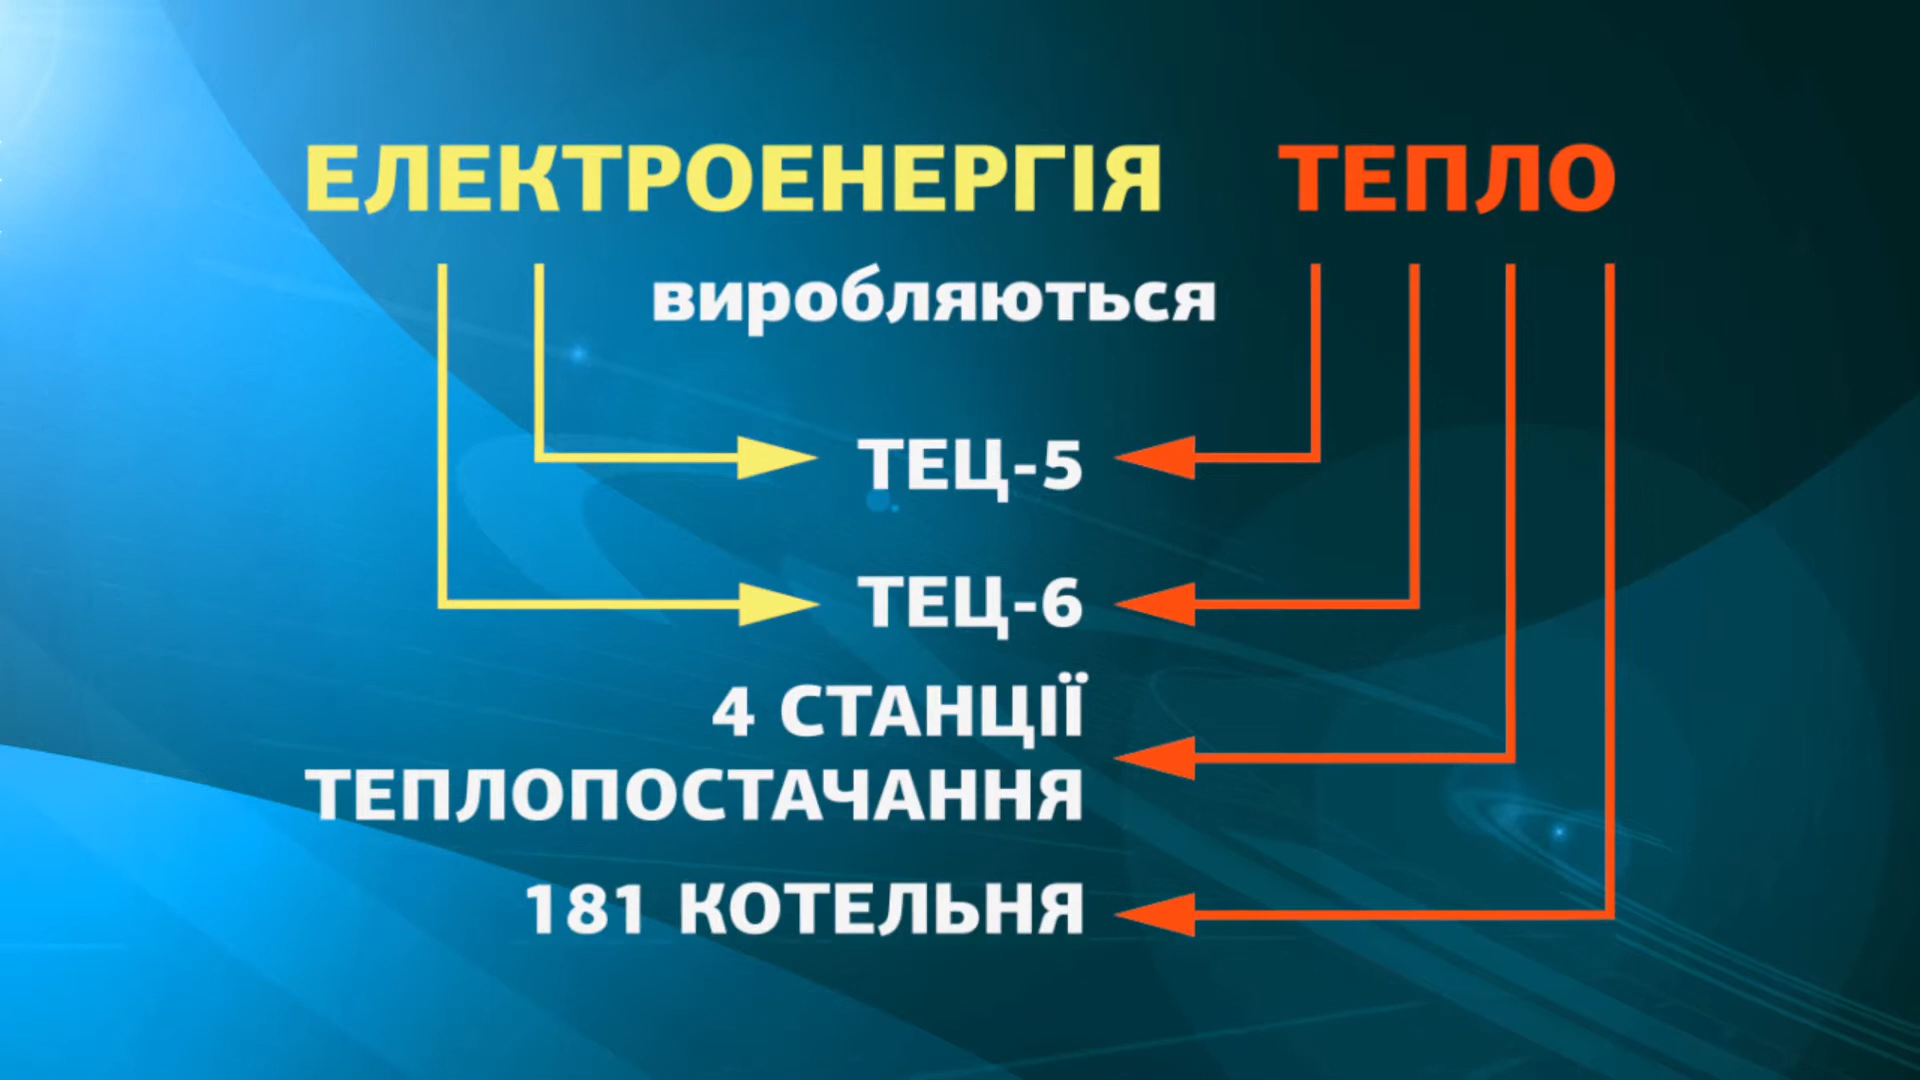 ЕЛЕКТРОЕНЕРГІЯ ТЕПЛО
виробляються
ТЕЦ-5
ТЕЦ-6
4 СТАНЦІЇ
ТЕПЛОПОСТАЧАННЯ
181 КОТЕЛЬНЯ